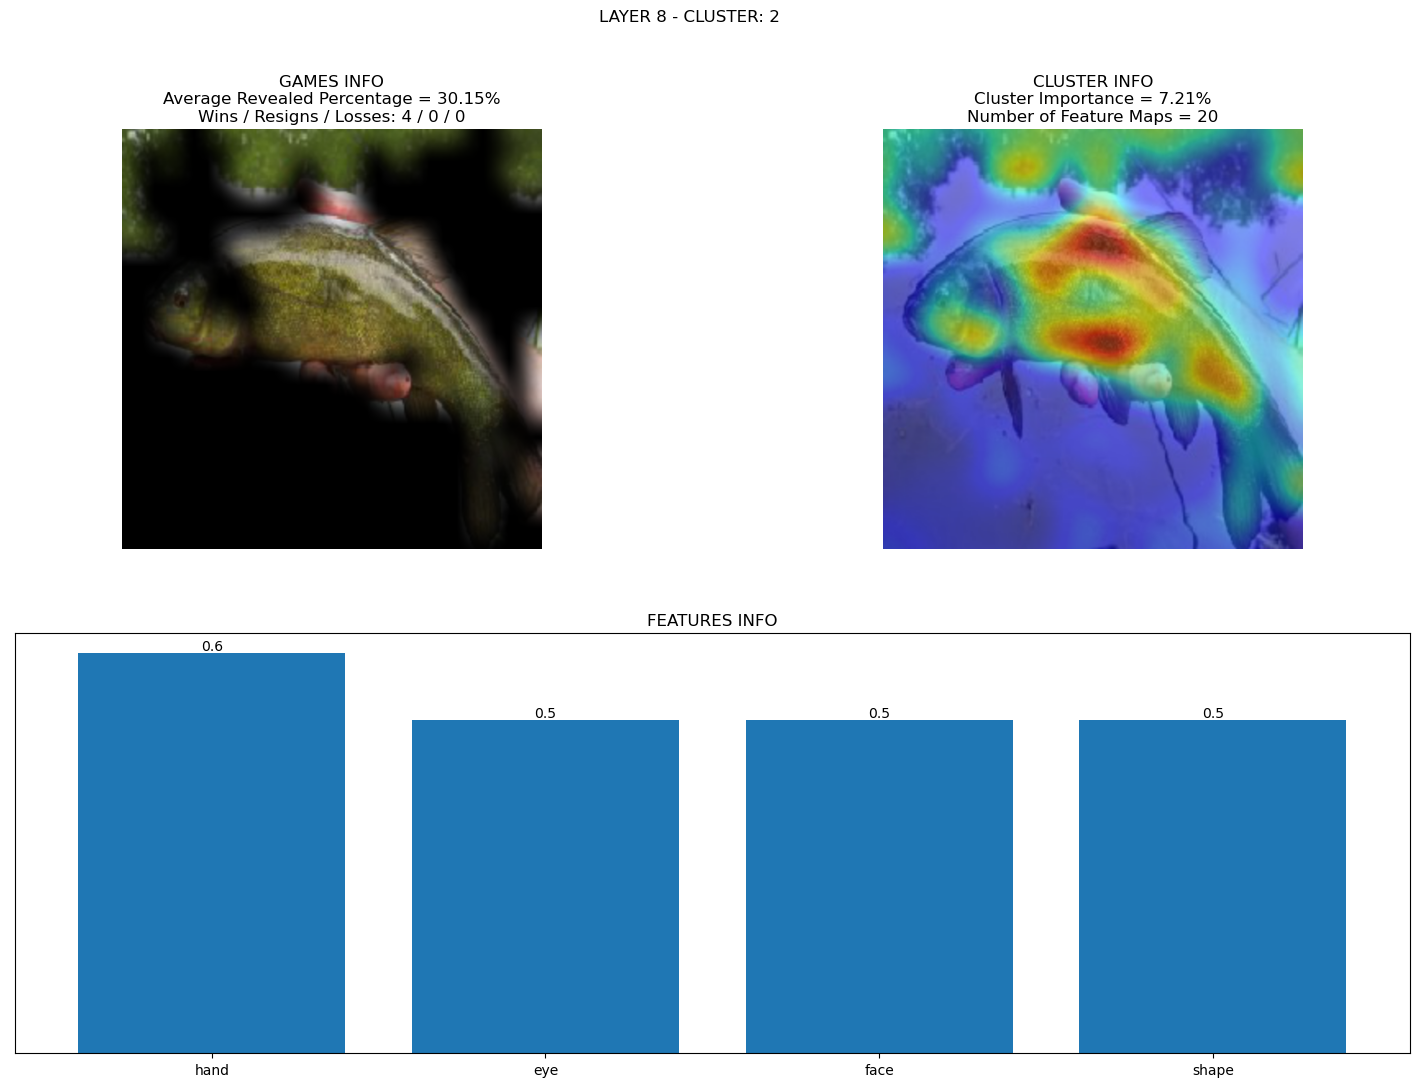 LAYER 8 - CLUSTER: 2
GAMES INFO
Average Revealed Percentage = 30.15%
Wins / Resigns / Losses: 4 / 0 / 0
CLUSTER INFO
Cluster Importance = 7.21%
Number of Feature Maps = 20
FEATURES INFO
0.6
0.5
0.5
0.5
hand
eye
face
shape